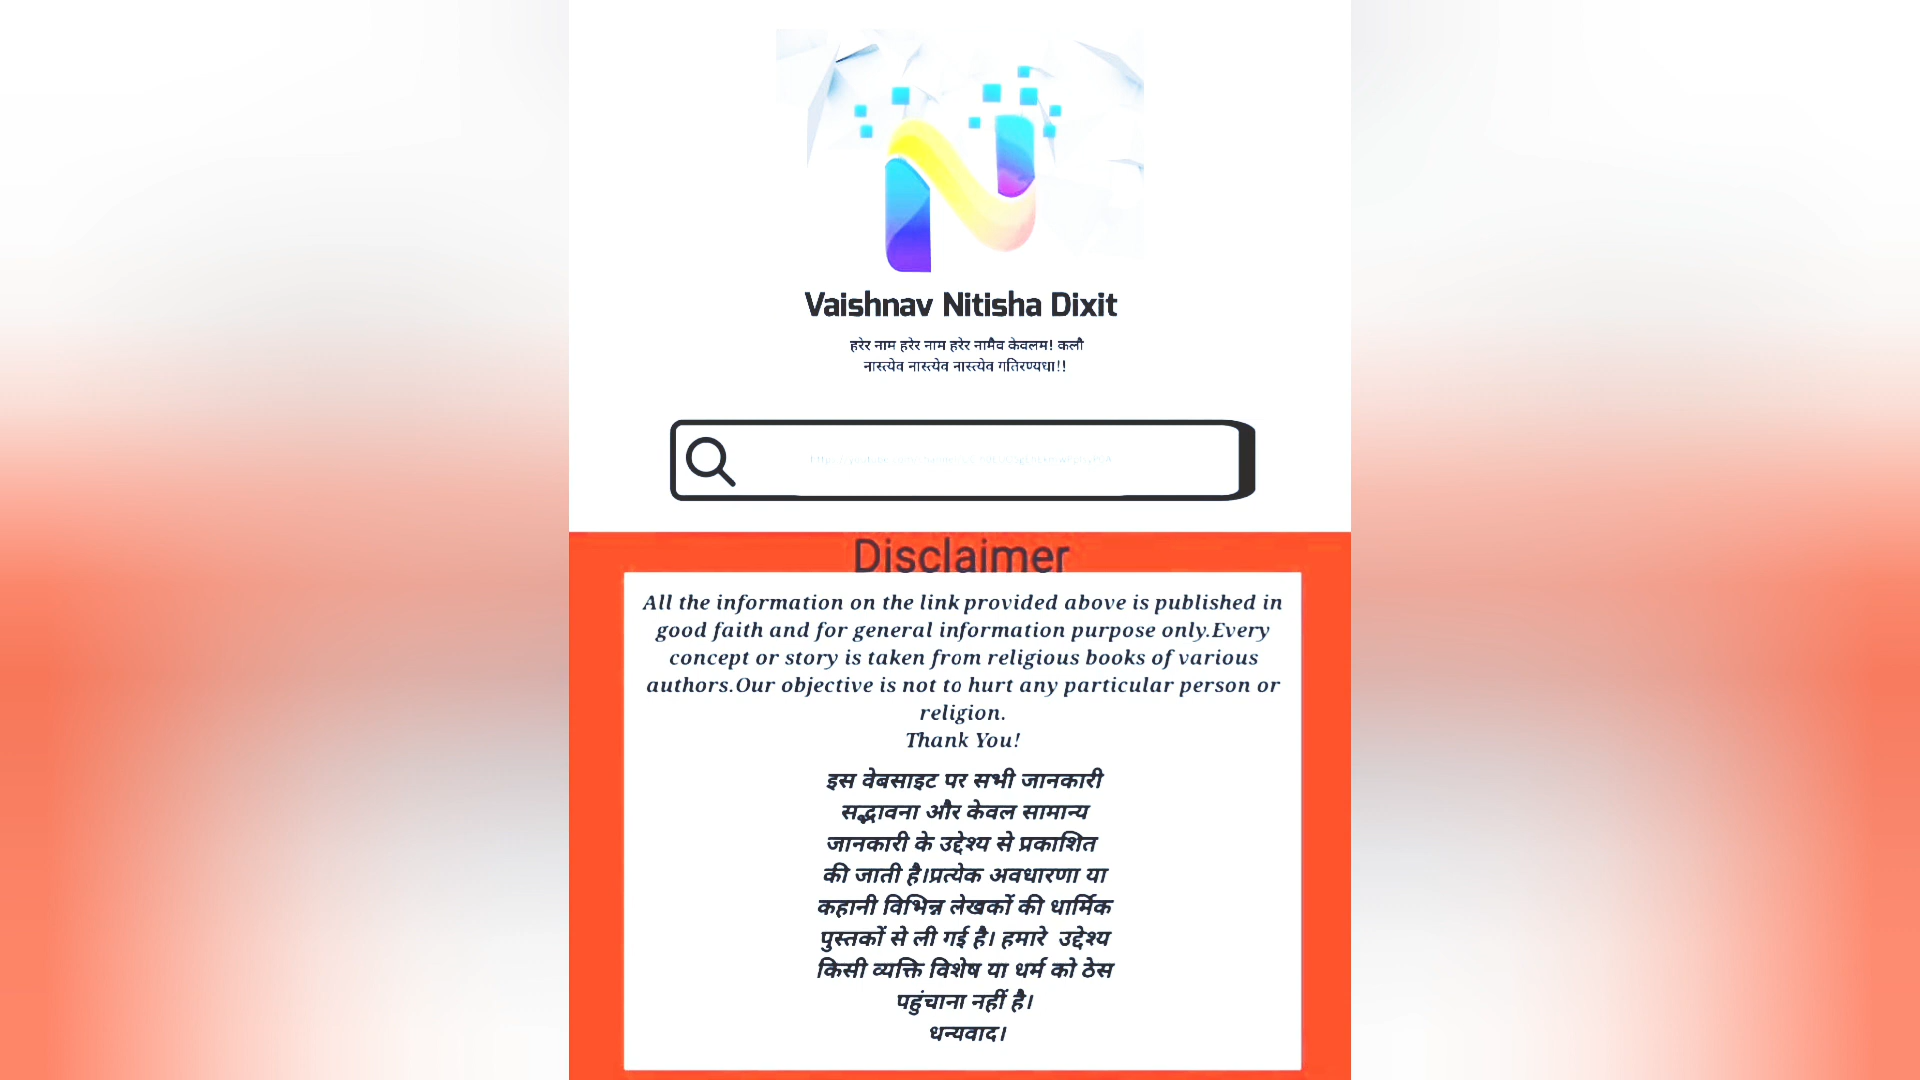 Vaishnav Nitisha Dixit
हरेर नाम हरेर नाम हरेर नामैव केवलम! कलौ
नास्त्येव नास्त्येव नास्त्येव गतिरण्यधा!!
Disclaimer
All the information on the link provided above is published in
good faith and for general information purpose only.Every
concept or story is taken from religious books of various
authors.Our objective is not to hurt any particular person or
religion.
Thank You!
इस वेबसाइट पर सभी जानकारी
सद्भावना और केवल सामान्य
जानकारी के उद्देश्य से प्रकाशित
की जाती है।प्रत्येक अवधारणा या
कहानी विभिन्न लेखकों की धार्मिक
पुस्तकों से ली गई है। हमारे उद्देश्य
किसी व्यक्ति विशेष या धर्म को ठेस
पहुंचाना नहीं है।
धन्यवाद।